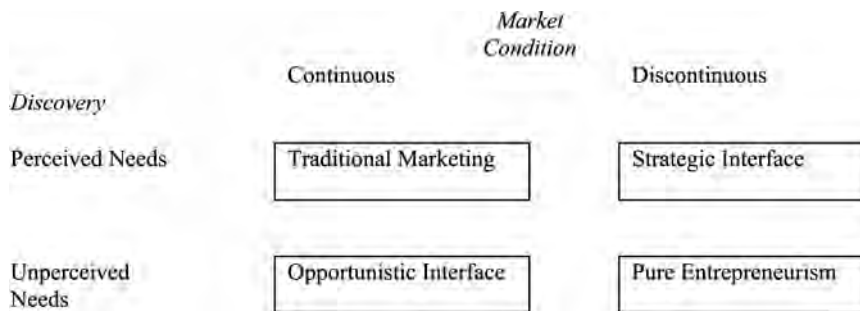 Market
Condition
Continuous Discontinuous
Discovery
Perceived Needs Traditional Marketing Strategic Interface
Unperceived Opportunistic Interface Pure Entrepreneurism
Needs